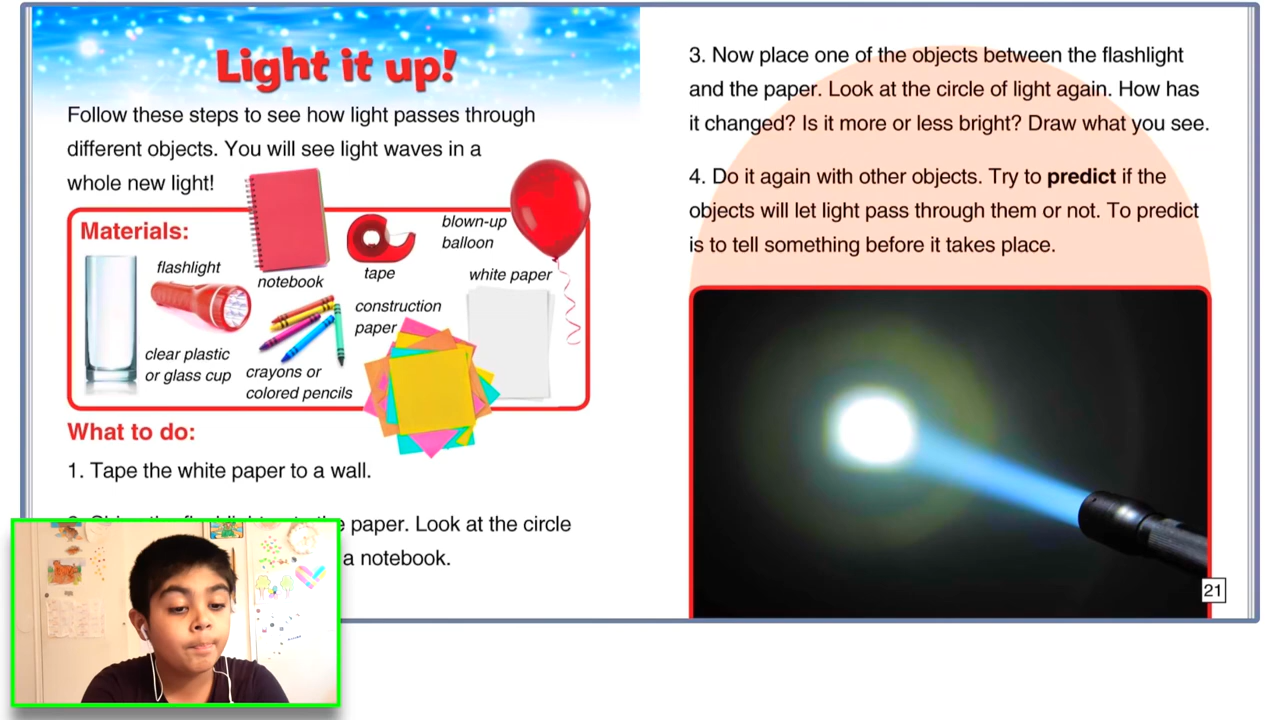 Light it up!
Follow these steps to see how light passes through
different objects. You will see light waves in a
whole new light!
Materials:
flashlight
notebook
tape
blown-up
balloon
white paper
construction
paper
clear plastic
or glass cup
crayons or
colored pencils
What to do:
1. Tape the white paper to a wall.
paper. Look at the circle
a notebook.
3. Now place one of the objects between the flashlight
and the paper. Look at the circle of light again. How has
it changed? Is it more or less bright? Draw what you see.
4. Do it again with other objects. Try to predict if the
objects will let light pass through them or not. To predict
is to tell something before it takes place.
21